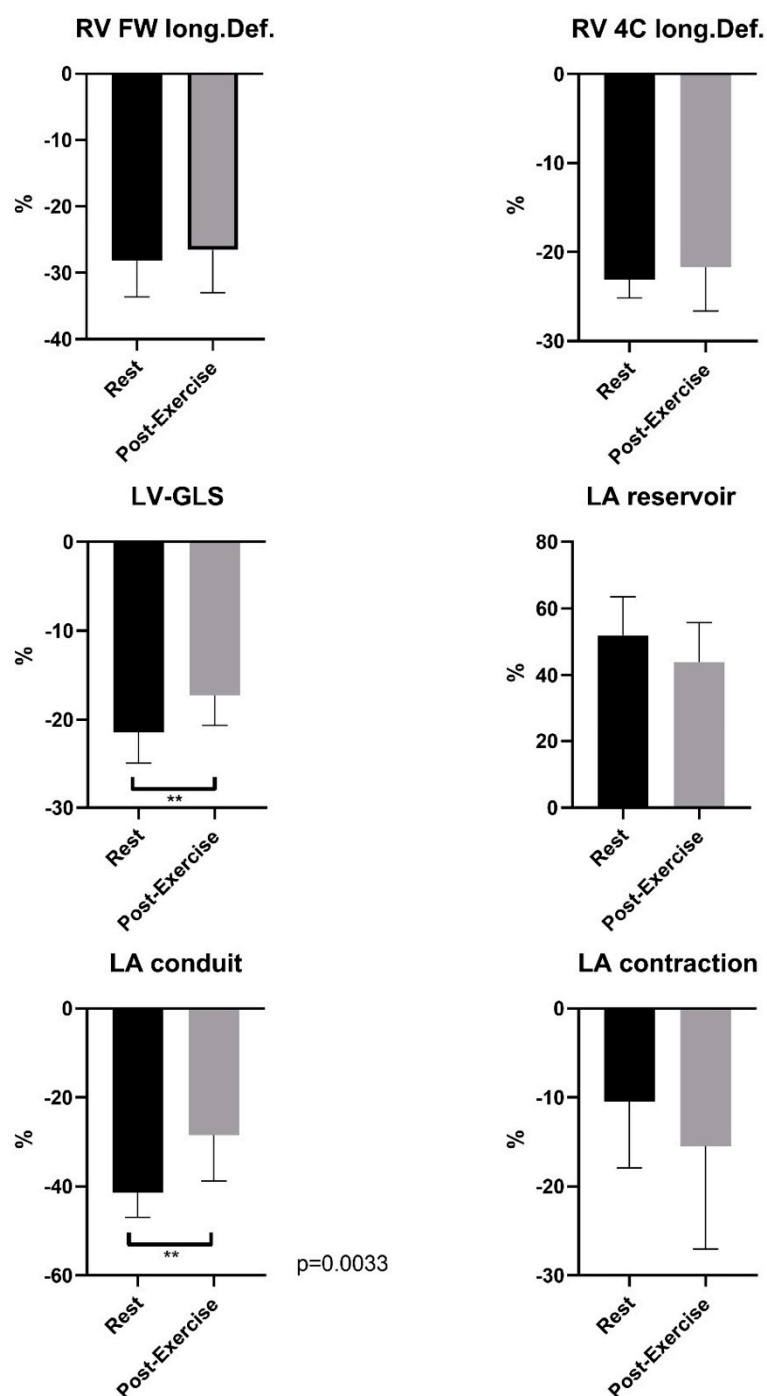 RV FW long.Def.
0
-10
-20
-30
-40
%
Rest
Post-Exercise
RV 4C long.Def.
0
-10
-20
-30
%
Rest
Post-Exercise
LV-GLS
0
-10
-20
-30
%
**
Rest
Post-Exercise
LA reservoir
80
60
40
20
0
%
Rest
Post-Exercise
LA conduit
0
-20
-40
-60
%
**
p=0.0033
Rest
Post-Exercise
LA contraction
0
-10
-20
-30
%
Rest
Post-Exercise